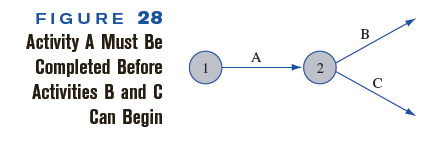 FIGURE 28
Activity A Must Be
Completed Before
Activities B and C
Can Begin
1
A
2
B
C